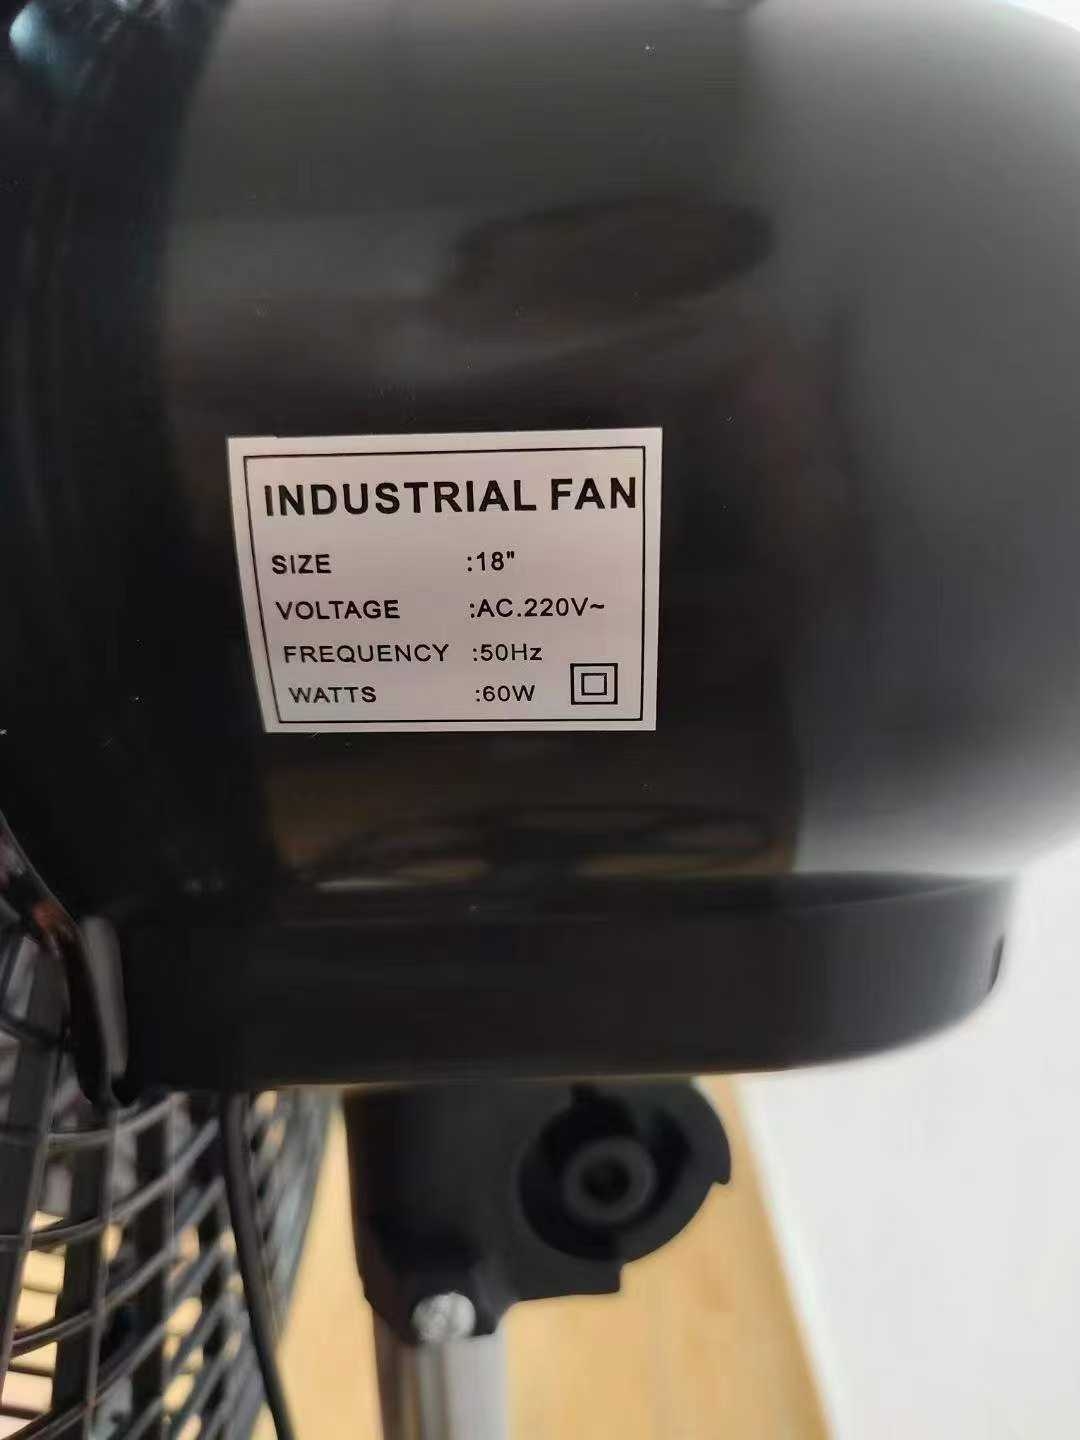 INDUSTRIAL FAN
SIZE :18"
VOLTAGE :AC.220V~
FREQUENCY :50Hz
WATTS :60W